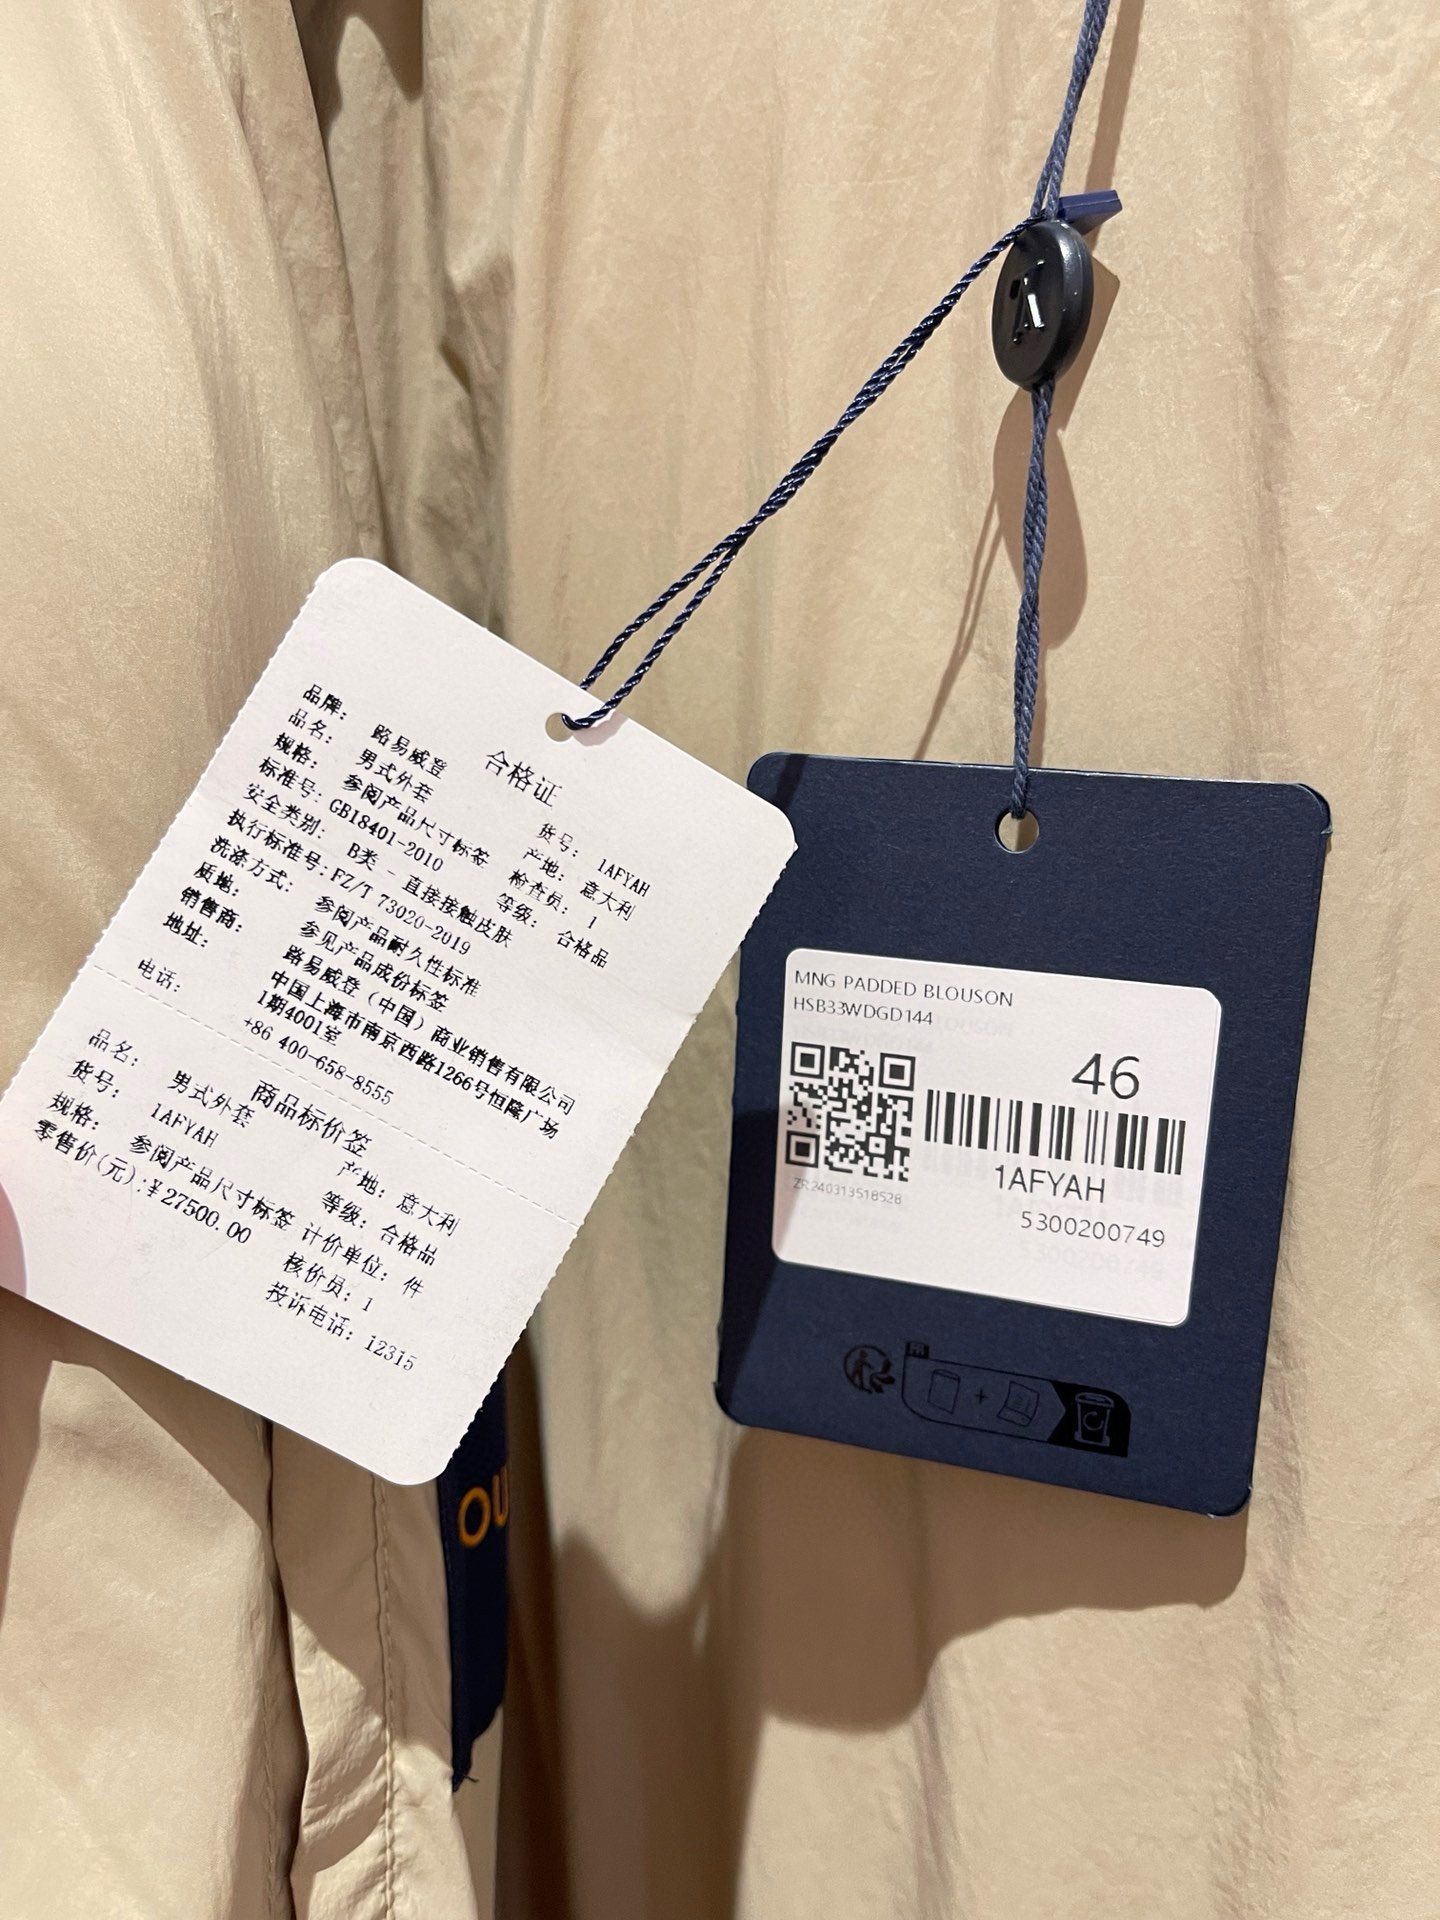 合格证
品牌: 路易威登
品名: 男式外套 货号: 1AFYAH
规格: 参阅产品尺寸标签 产地: 意大利
标准号: GB18401-2010 检查员: 1
安全类别: B类 - 直接接触皮肤 等级: 合格品
执行标准号: FZ/T 73020-2019
洗涤方式: 参阅产品耐久性标准
质地: 参见产品成份标签
销售商: 路易威登（中国）商业销售有限公司
地址: 中国上海市南京西路1266号恒隆广场
1期4001室
电话: +86 400-658-8555
商品标价签
品名: 男式外套 产地: 意大利
货号: 1AFYAH 等级: 合格品
规格: 参阅产品尺寸标签 计价单位: 件
零售价(元):¥27500.00 核价员: 1
投诉电话: 12315
MNG PADDED BLOUSON
HSB33WDGD144
46
1AFYAH
ZR240313518528
5300200749
FR
OU